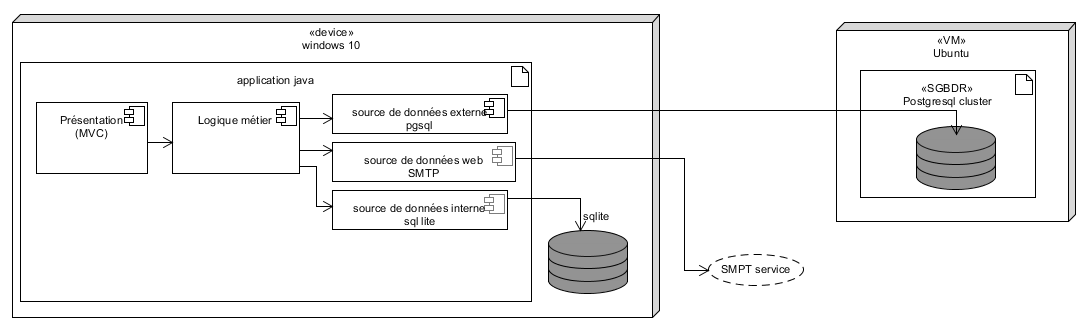 «device»
windows 10
application java
Présentation
(MVC)
Logique métier
source de données externe
pgsql
source de données web
SMTP
source de données interne
sql lite
sqlite
SMPT service
«VM»
Ubuntu
«SGBDR»
Postgresql cluster